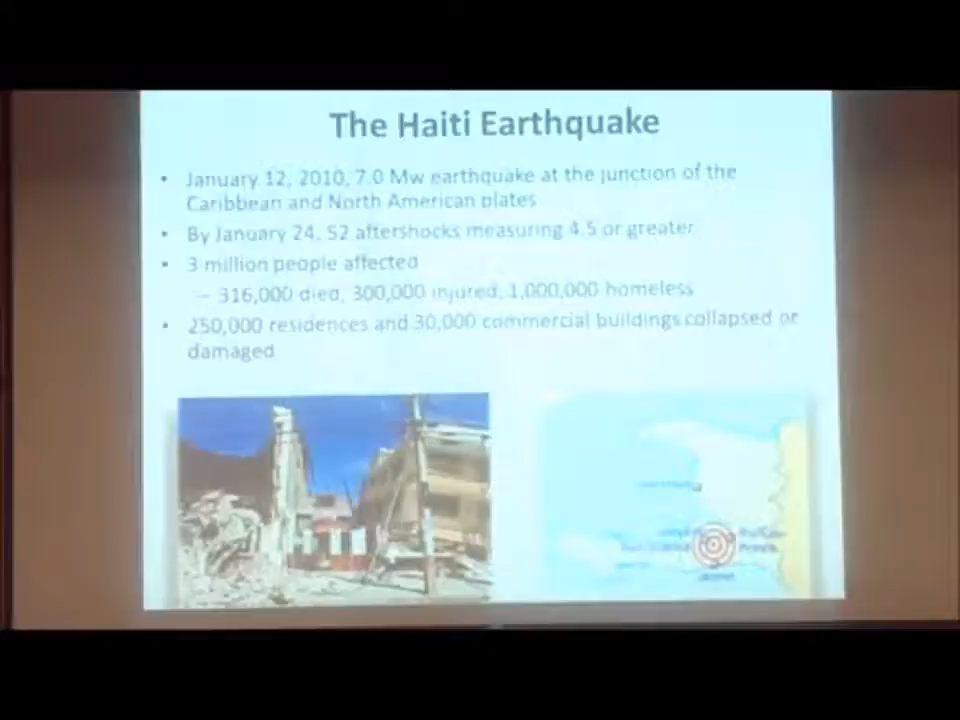 The Haiti Earthquake
• January 12, 2010, 7.0 Mw earthquake at the junction of the
Caribbean and North American plates
• By January 24, 52 aftershocks measuring 4.5 or greater
• 3 million people affected
– 316,000 died, 300,000 injured, 1,000,000 homeless
• 250,000 residences and 30,000 commercial buildings collapsed or
damaged